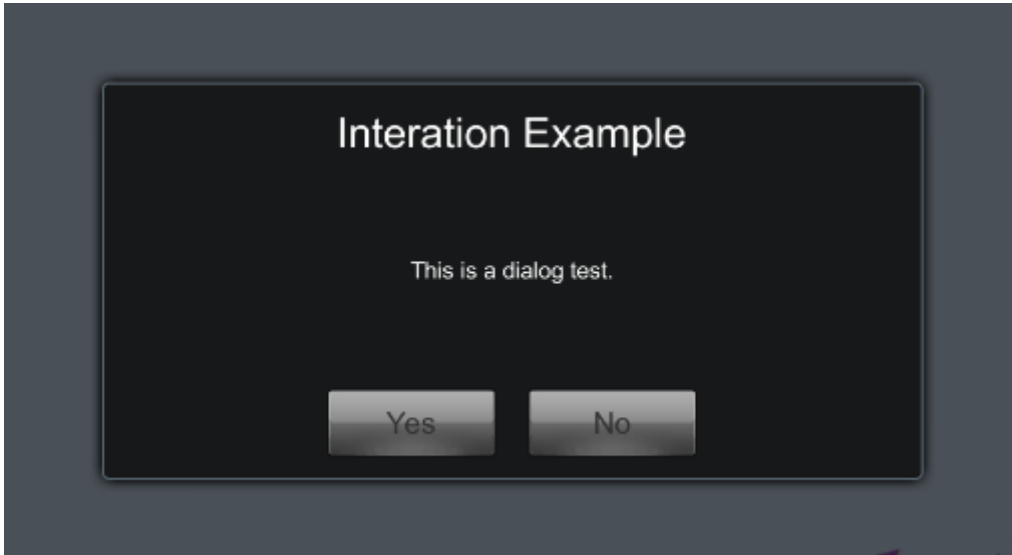 Interation Example
This is a dialog test.
Yes
No